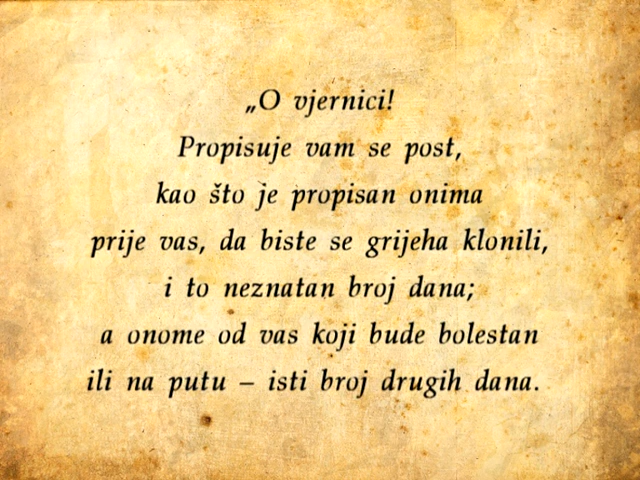 „O vjernici!
Propisuje vam se post,
kao što je propisan onima
prije vas, da biste se grijeha klonili,
i to neznatan broj dana;
a onome od vas koji bude bolestan
ili na putu – isti broj drugih dana.